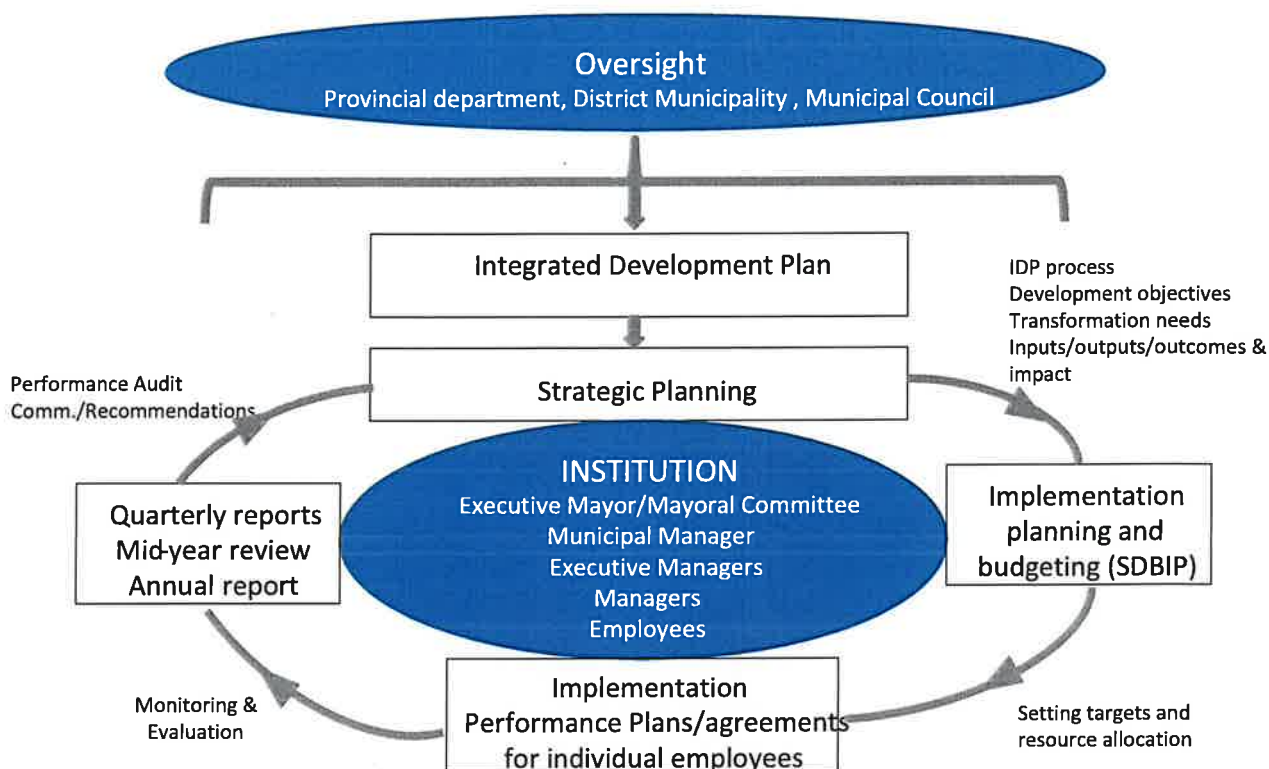 Oversight
Provincial department, District Municipality , Municipal Council
Integrated Development Plan
IDP process
Development objectives
Transformation needs
Inputs/outputs/outcomes &
impact
Strategic Planning
Performance Audit
Comm./Recommendations
INSTITUTION
Executive Mayor/Mayoral Committee
Municipal Manager
Executive Managers
Managers
Employees
Quarterly reports
Mid-year review
Annual report
Implementation
planning and
budgeting (SDBIP)
Implementation
Performance Plans/agreements
for individual employees
Monitoring &
Evaluation
Setting targets and
resource allocation